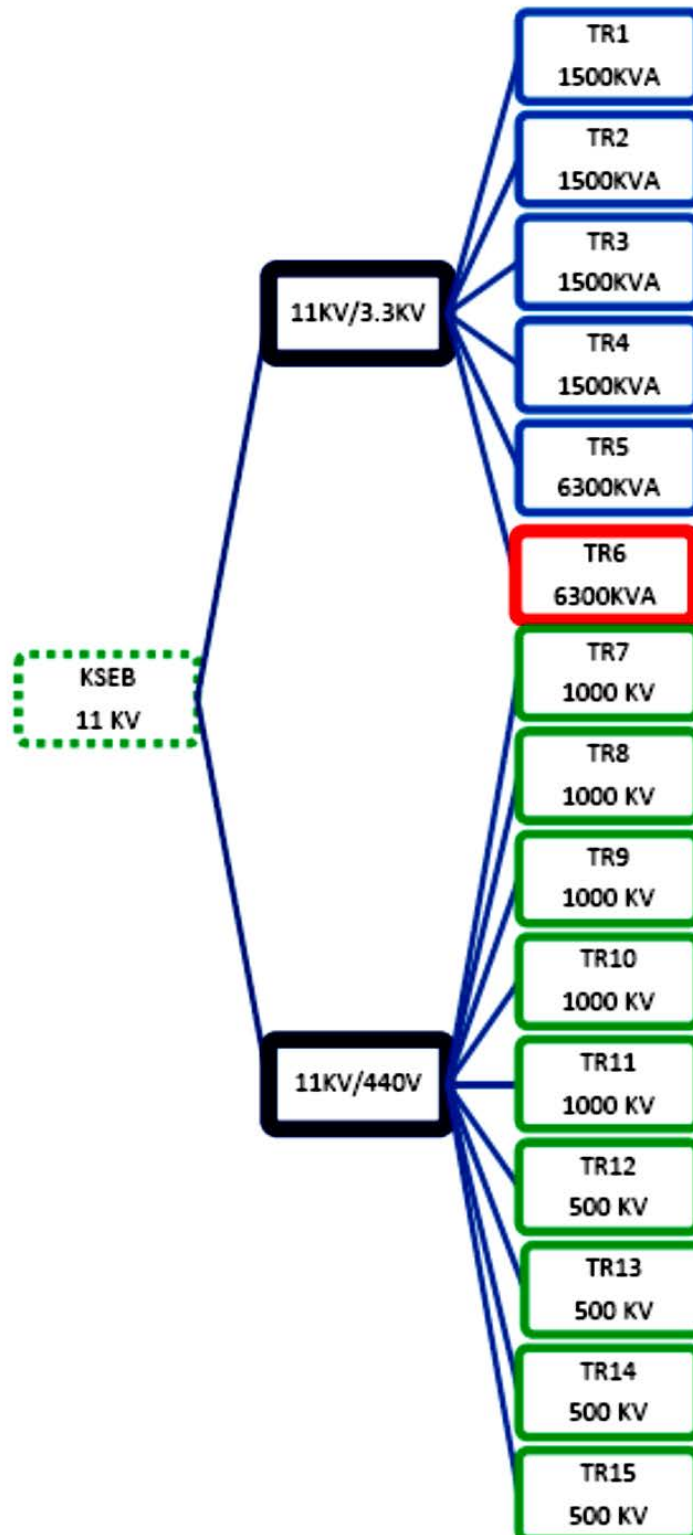 TR1
1500KVA
TR2
1500KVA
TR3
1500KVA
11KV/3.3KV
TR4
1500KVA
TR5
6300KVA
TR6
6300KVA
KSEB
11 KV
TR7
1000 KV
TR8
1000 KV
TR9
1000 KV
TR10
1000 KV
11KV/440V
TR11
1000 KV
TR12
500 KV
TR13
500 KV
TR14
500 KV
TR15
500 KV